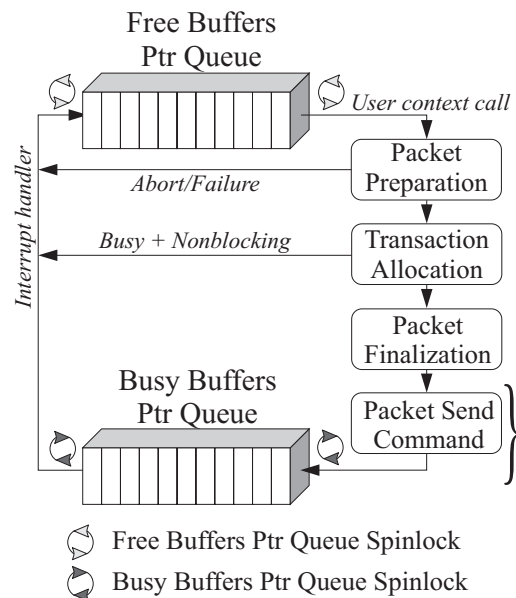 Free Buffers
Ptr Queue
User context call
Packet
Preparation
Abort/Failure
Interrupt handler
Busy + Nonblocking
Transaction
Allocation
Packet
Finalization
Busy Buffers
Ptr Queue
Packet Send
Command
Free Buffers Ptr Queue Spinlock
Busy Buffers Ptr Queue Spinlock